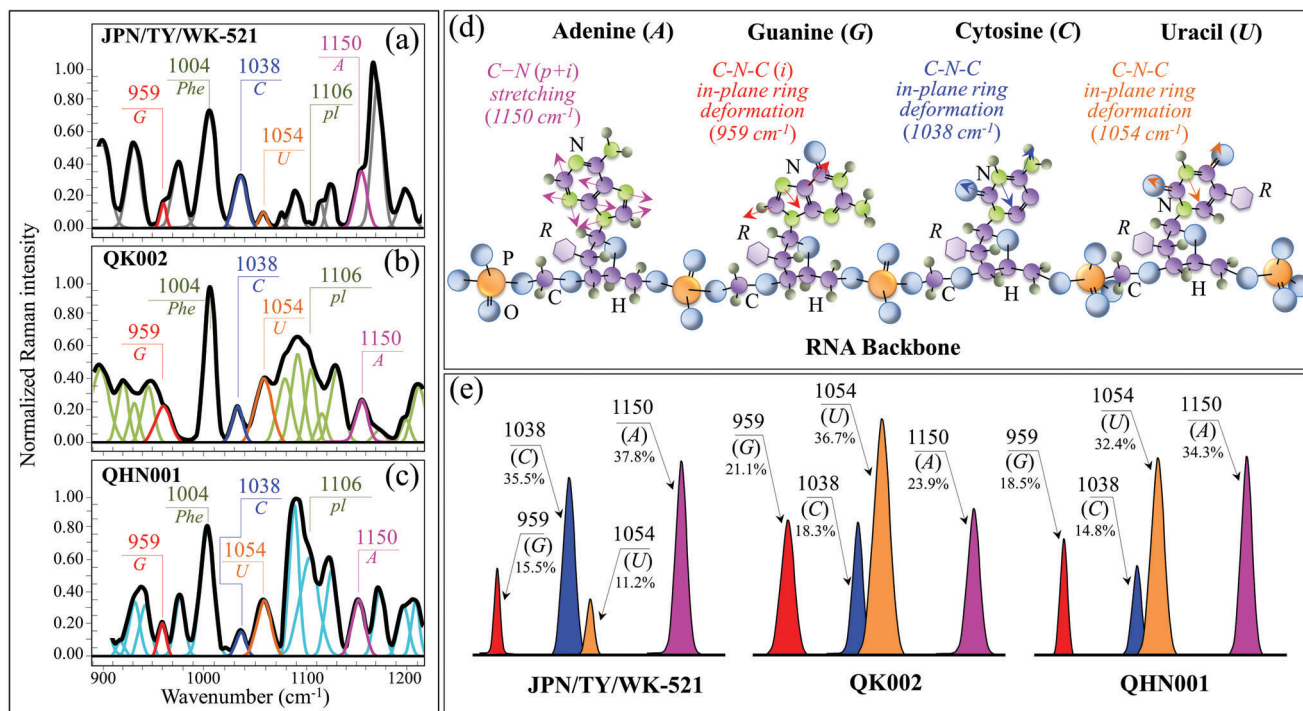 Normalized Raman intensity
JPN/TY/WK-521
(a)
1.00
0.80
0.60
0.40
0.20
0.00
959
G
1004
Phe
1038
C
1054
U
1106
pl
1150
A
QK002
(b)
1.00
0.80
0.60
0.40
0.20
0.00
959
G
1004
Phe
1038
C
1054
U
1106
pl
1150
A
QHN001
(c)
1.00
0.80
0.60
0.40
0.20
0.00
959
G
1004
Phe
1038
C
1054
U
1106
pl
1150
A
900 1000 1100 1200
Wavenumber (cm⁻¹)
(d)
Adenine (A)
C−N (p+i)
stretching
(1150 cm⁻¹)
Guanine (G)
C-N-C (i)
in-plane ring
deformation
(959 cm⁻¹)
Cytosine (C)
C-N-C
in-plane ring
deformation
(1038 cm⁻¹)
Uracil (U)
C-N-C
in-plane ring
deformation
(1054 cm⁻¹)
N
N
N
N
R
R
R
R
P
O
C
H
C
H
C
H
C
H
RNA Backbone
(e)
959
(G)
15.5%
1038
(C)
35.5%
1054
(U)
11.2%
1150
(A)
37.8%
JPN/TY/WK-521
959
(G)
21.1%
1038
(C)
18.3%
1054
(U)
36.7%
1150
(A)
23.9%
QK002
959
(G)
18.5%
1038
(C)
14.8%
1054
(U)
32.4%
1150
(A)
34.3%
QHN001